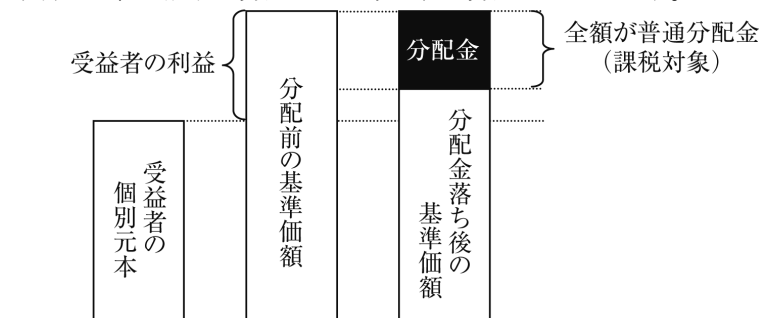 受益者の利益
分配金
全額が普通分配金
（課税対象）
受益者の
個別元本
分配前の基準価額
分配金落ち後の
基準価額